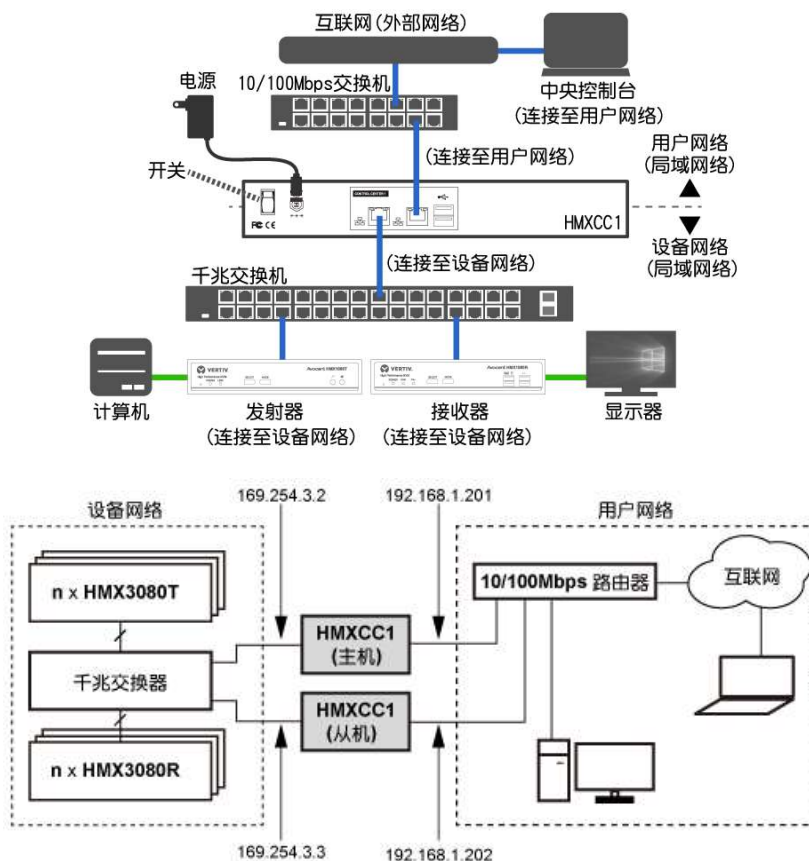 互联网(外部网络)
电源
10/100Mbps交换机
中央控制台
(连接至用户网络)
用户网络
(局域网络)
(连接至用户网络)
开关
CONTROL CENTER
FC CE
HMXCC1
设备网络
(局域网络)
(连接至设备网络)
千兆交换机
VERTIV
VERTIV
计算机
发射器
(连接至设备网络)
接收器
(连接至设备网络)
显示器
169.254.3.2
192.168.1.201
设备网络
用户网络
n x HMX3080T
10/100Mbps 路由器
互联网
HMXCC1
(主机)
千兆交换器
HMXCC1
(从机)
n x HMX3080R
169.254.3.3
192.168.1.202